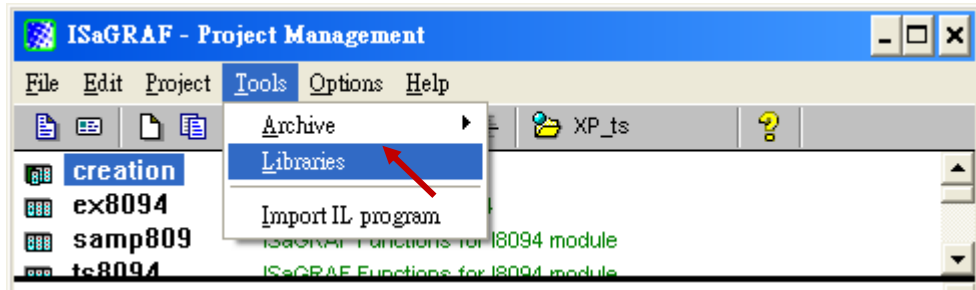 ISaGRAF - Project Management
File Edit Project Tools Options Help
XP_ts
Archive
Libraries
Import IL program
creation
ex8094
samp809 ISaGRAF Functions for I8094 module
ts8094 ISaGRAF Functions for I8094 module